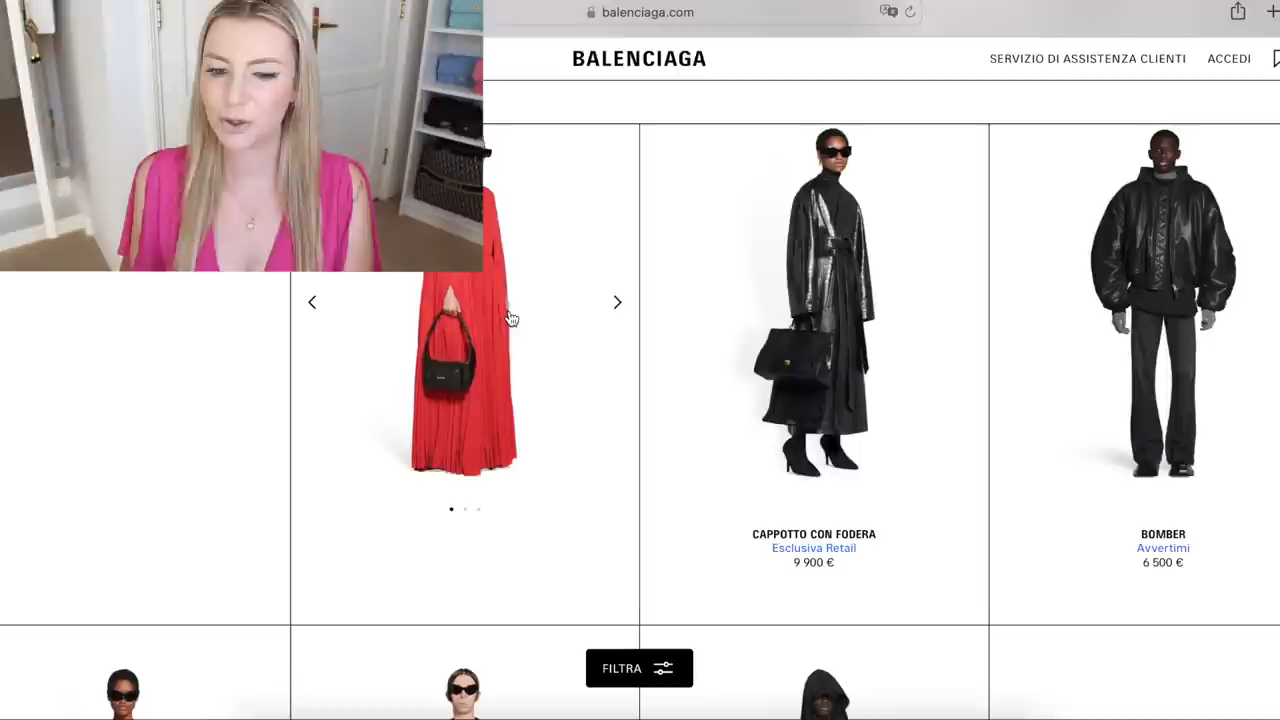 balenciaga.com
BALENCIAGA
SERVIZIO DI ASSISTENZA CLIENTI
ACCEDI
CAPPOTTO CON FODERA
Esclusiva Retail
9 900 €
BOMBER
Avvertimi
6 500 €
FILTRA